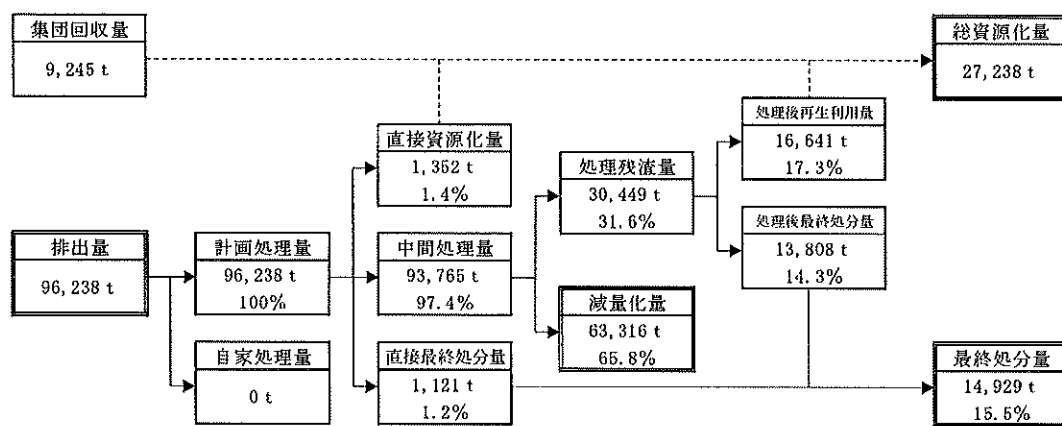 集団回収量
9,245 t
総資源化量
27,238 t
直接資源化量
1,352 t
1.4%
処理残渣量
30,449 t
31.6%
処理後再生利用量
16,641 t
17.3%
処理後最終処分量
13,808 t
14.3%
排出量
96,238 t
計画処理量
96,238 t
100%
中間処理量
93,765 t
97.4%
減量化量
63,316 t
65.8%
自家処理量
0 t
直接最終処分量
1,121 t
1.2%
最終処分量
14,929 t
15.5%